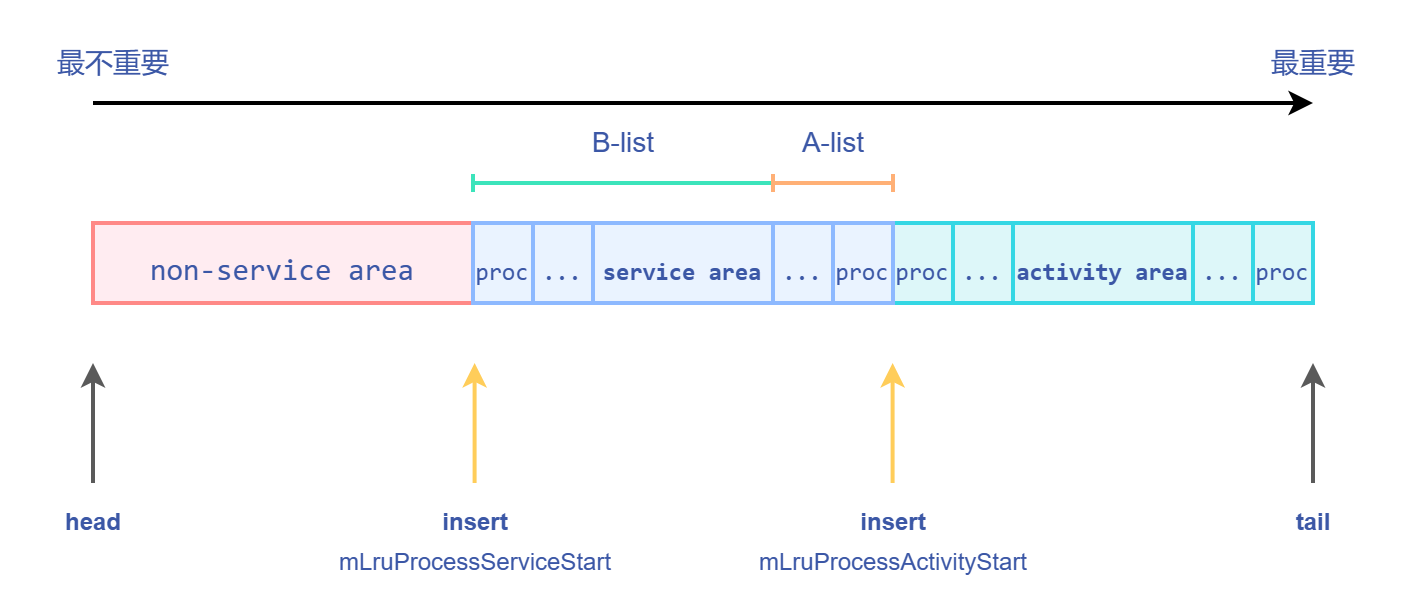 最不重要 最重要
B-list A-list
non-service area proc ... service area ... proc proc ... activity area ... proc
head insert insert tail
mLruProcessServiceStart mLruProcessActivityStart